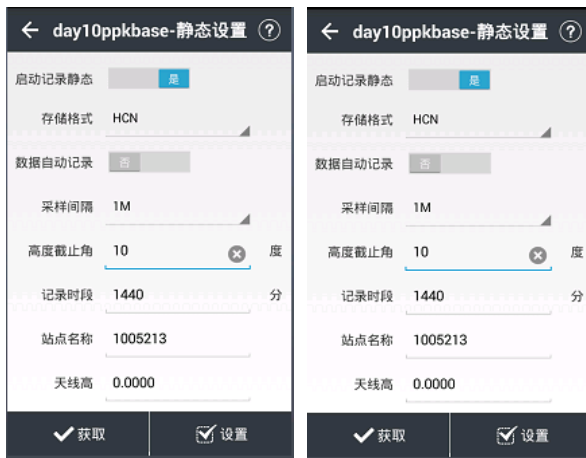 day10ppkbase-静态设置 ?
启动记录静态 是
存储格式 HCN
数据自动记录 否
采样间隔 1M
高度截止角 10 度
记录时段 1440 分
站点名称 1005213
天线高 0.0000
获取 设置
day10ppkbase-静态设置 ?
启动记录静态 是
存储格式 HCN
数据自动记录 否
采样间隔 1M
高度截止角 10 度
记录时段 1440 分
站点名称 1005213
天线高 0.0000
获取 设置